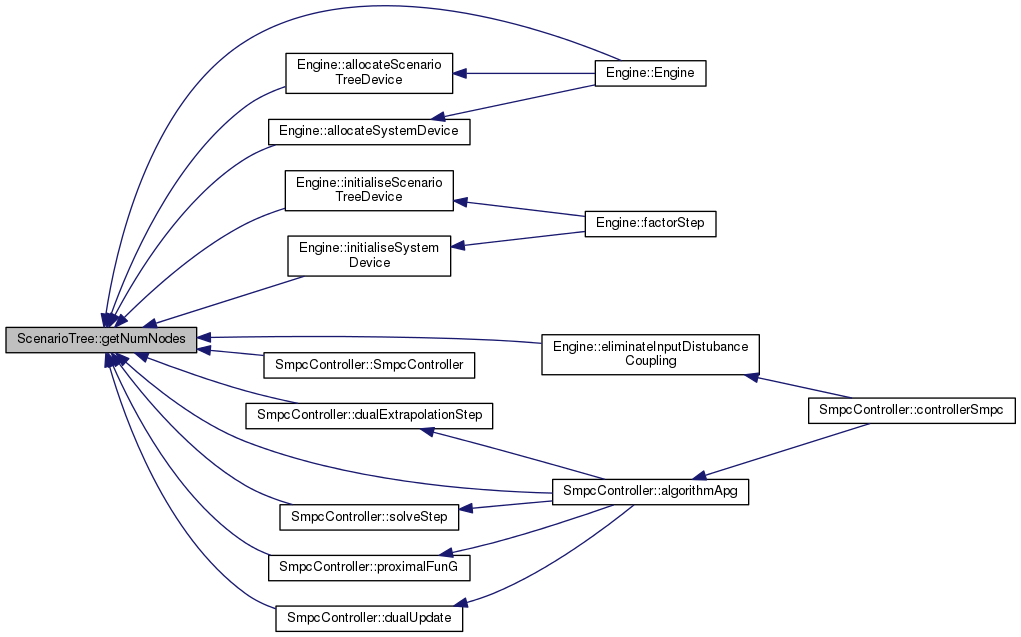 Engine::Engine
Engine::allocateScenario
TreeDevice
Engine::allocateSystemDevice
Engine::initialiseScenario
TreeDevice
Engine::factorStep
Engine::initialiseSystem
Device
ScenarioTree::getNumNodes
Engine::eliminateInputDistubance
Coupling
SmpcController::SmpcController
SmpcController::dualExtrapolationStep
SmpcController::controllerSmpc
SmpcController::algorithmApg
SmpcController::solveStep
SmpcController::proximalFunG
SmpcController::dualUpdate